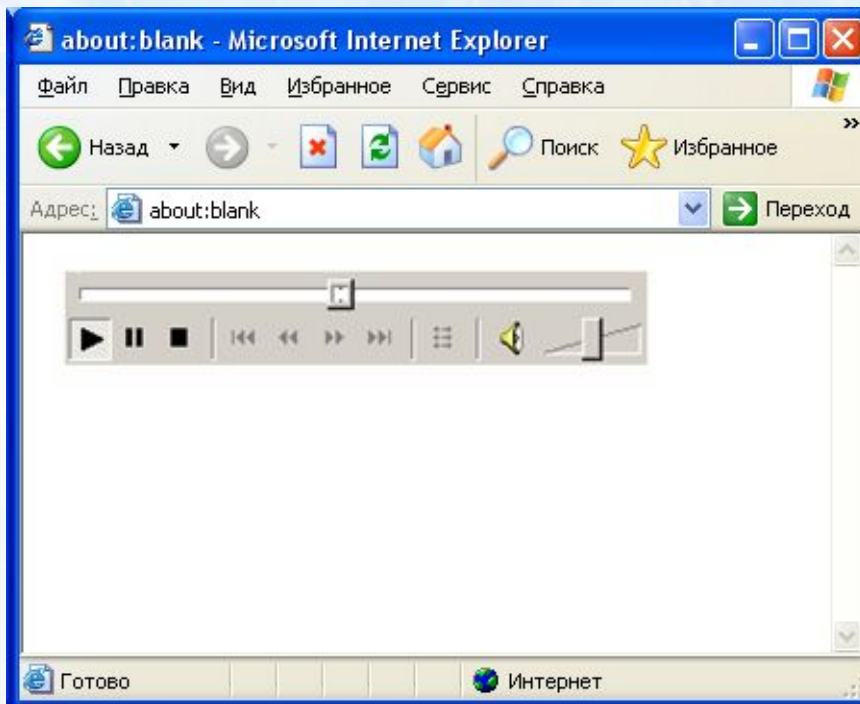 about:blank - Microsoft Internet Explorer
Файл Правка Вид Избранное Сервис Справка
Назад Поиск Избранное »
Адрес: about:blank Переход
Готово Интернет